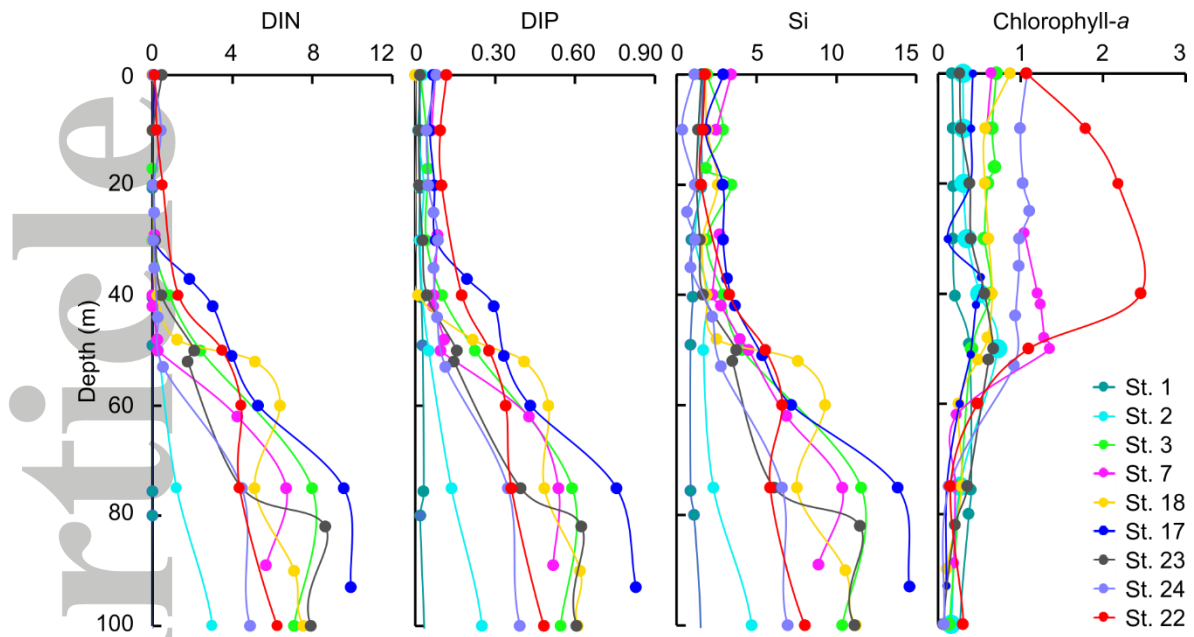 DIN DIP Si Chlorophyll-a
0 4 8 12 0 0.30 0.60 0.90 0 5 10 15 0 1 2 3
0
20
40
60
80
100
Depth (m)
rticle
St. 1
St. 2
St. 3
St. 7
St. 18
St. 17
St. 23
St. 24
St. 22